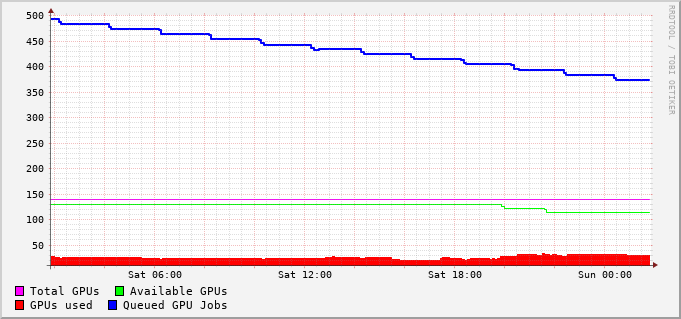 500
450
400
350
300
250
200
150
100
50
Sat 06:00 Sat 12:00 Sat 18:00 Sun 00:00
Total GPUs Available GPUs
GPUs used Queued GPU Jobs
RRDTOOL / TOBI OETIKER